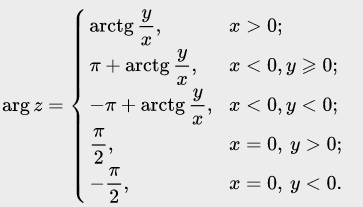 arg z = { arctg y/x, x > 0;
π + arctg y/x, x < 0, y ⩾ 0;
−π + arctg y/x, x < 0, y < 0;
π/2, x = 0, y > 0;
−π/2, x = 0, y < 0.